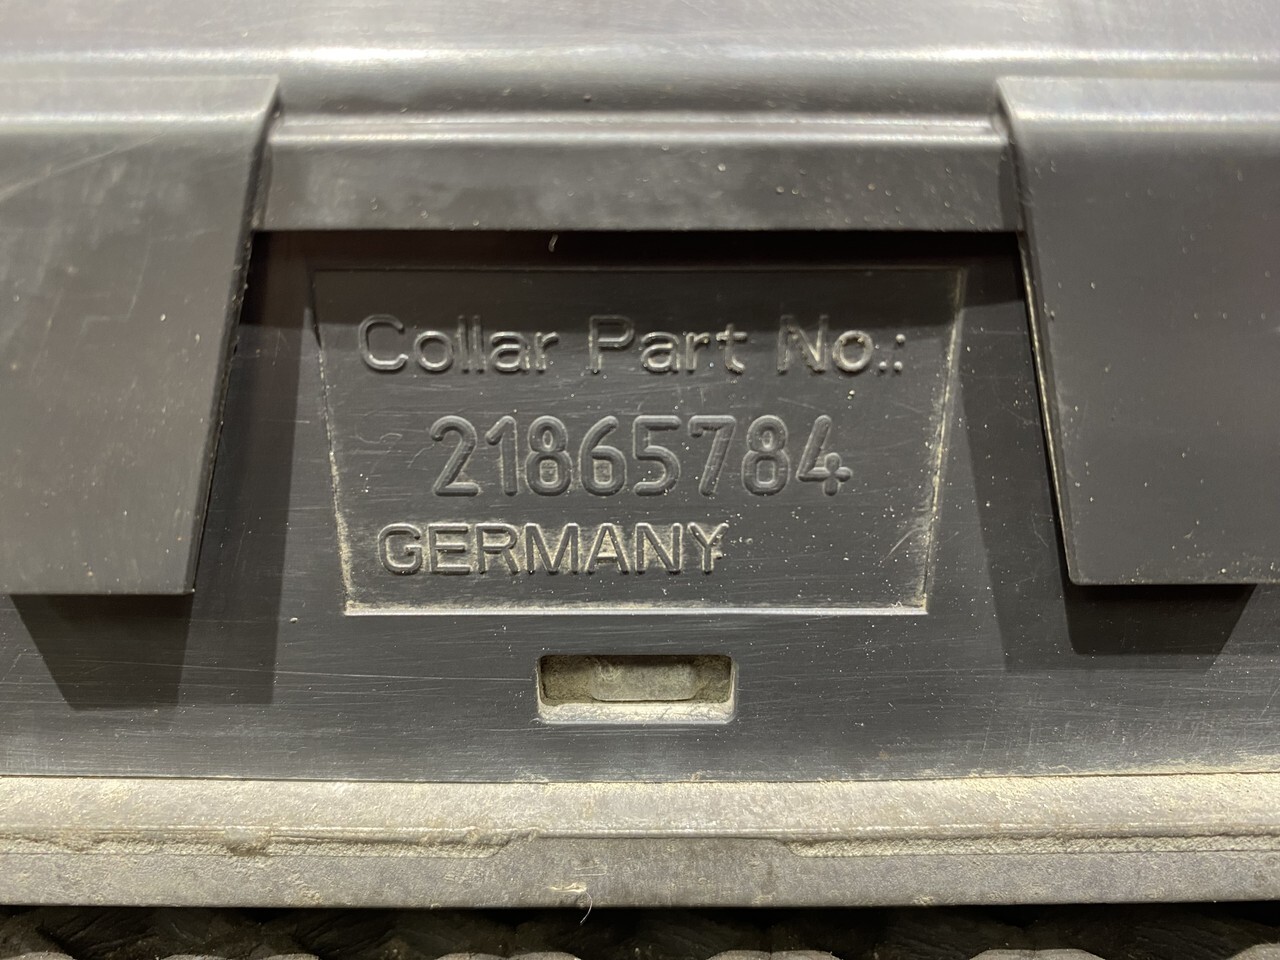 Collar Part No.:
21865784
GERMANY